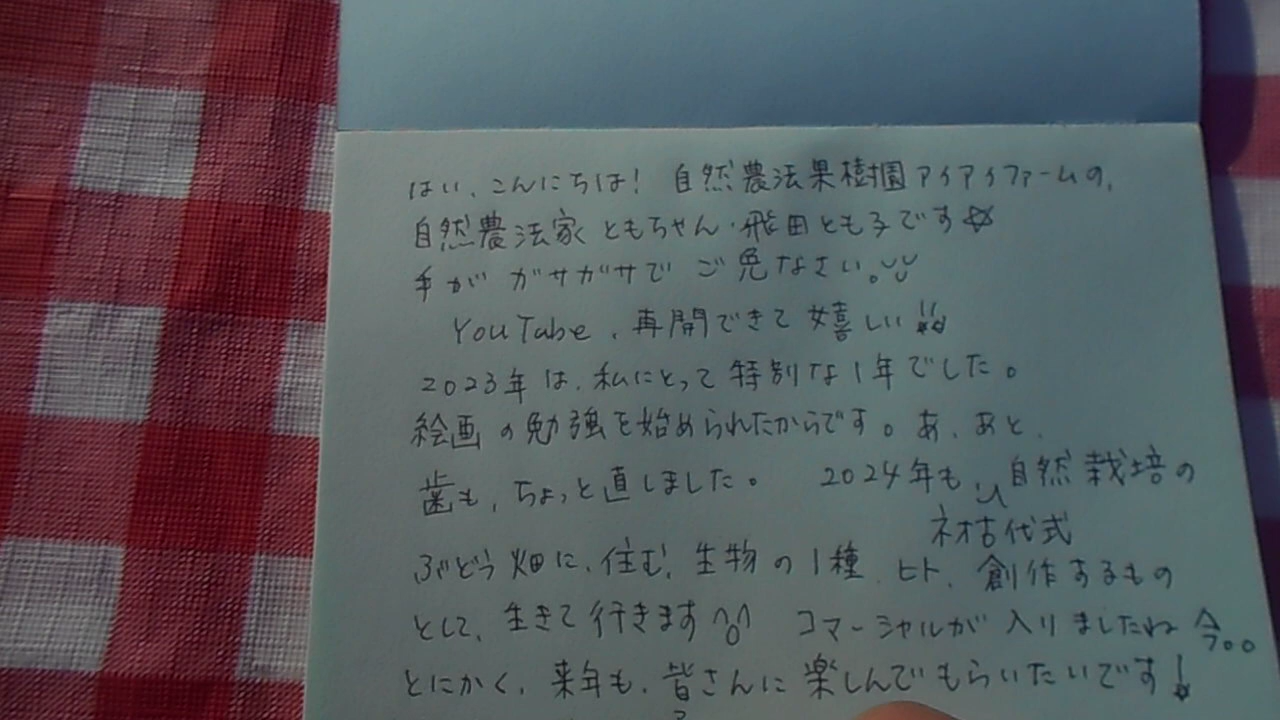 はい、こんにちは! 自然農法果樹園アイアイファームの、
自然農法家ともちゃん・飛田とも子です☆
手が ガサガサで ご免なさい。
YouTube、再開できて 嬉しい!!
2023年は、私にとって 特別な1年でした。
絵画の勉強を始められたからです。あ、あと、
歯も、ちょっと直しました。 2024年も、自然栽培の
ネオ古代式
ぶどう畑に、住む、生物の1種、ヒト、創作するもの
として、生きて行きます コマーシャルが入りましたね 今。。
とにかく、来年も、皆さんに楽しんでもらいたいです!